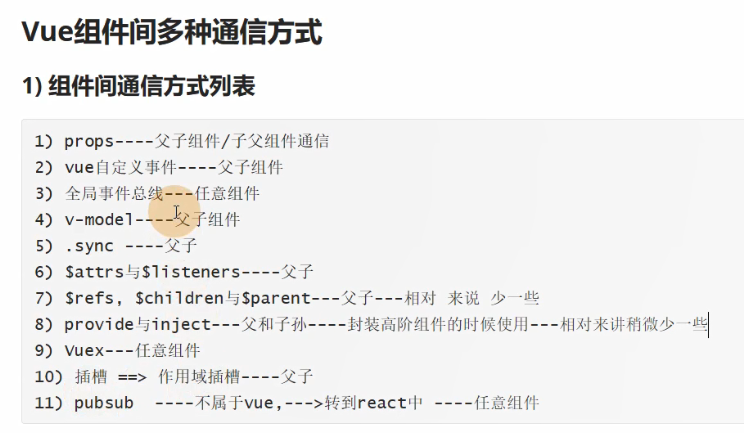 Vue组件间多种通信方式
1) 组件间通信方式列表
1) props----父子组件/子父组件通信
2) vue自定义事件----父子组件
3) 全局事件总线---任意组件
4) v-model----父子组件
5) .sync ----父子
6) $attrs与$listeners----父子
7) $refs, $children与$parent---父子---相对 来说 少一些
8) provide与inject---父和子孙----封装高阶组件的时候使用---相对来讲稍微少一些
9) Vuex---任意组件
10) 插槽 ==> 作用域插槽----父子
11) pubsub  ----不属于vue,--->转到react中 ----任意组件